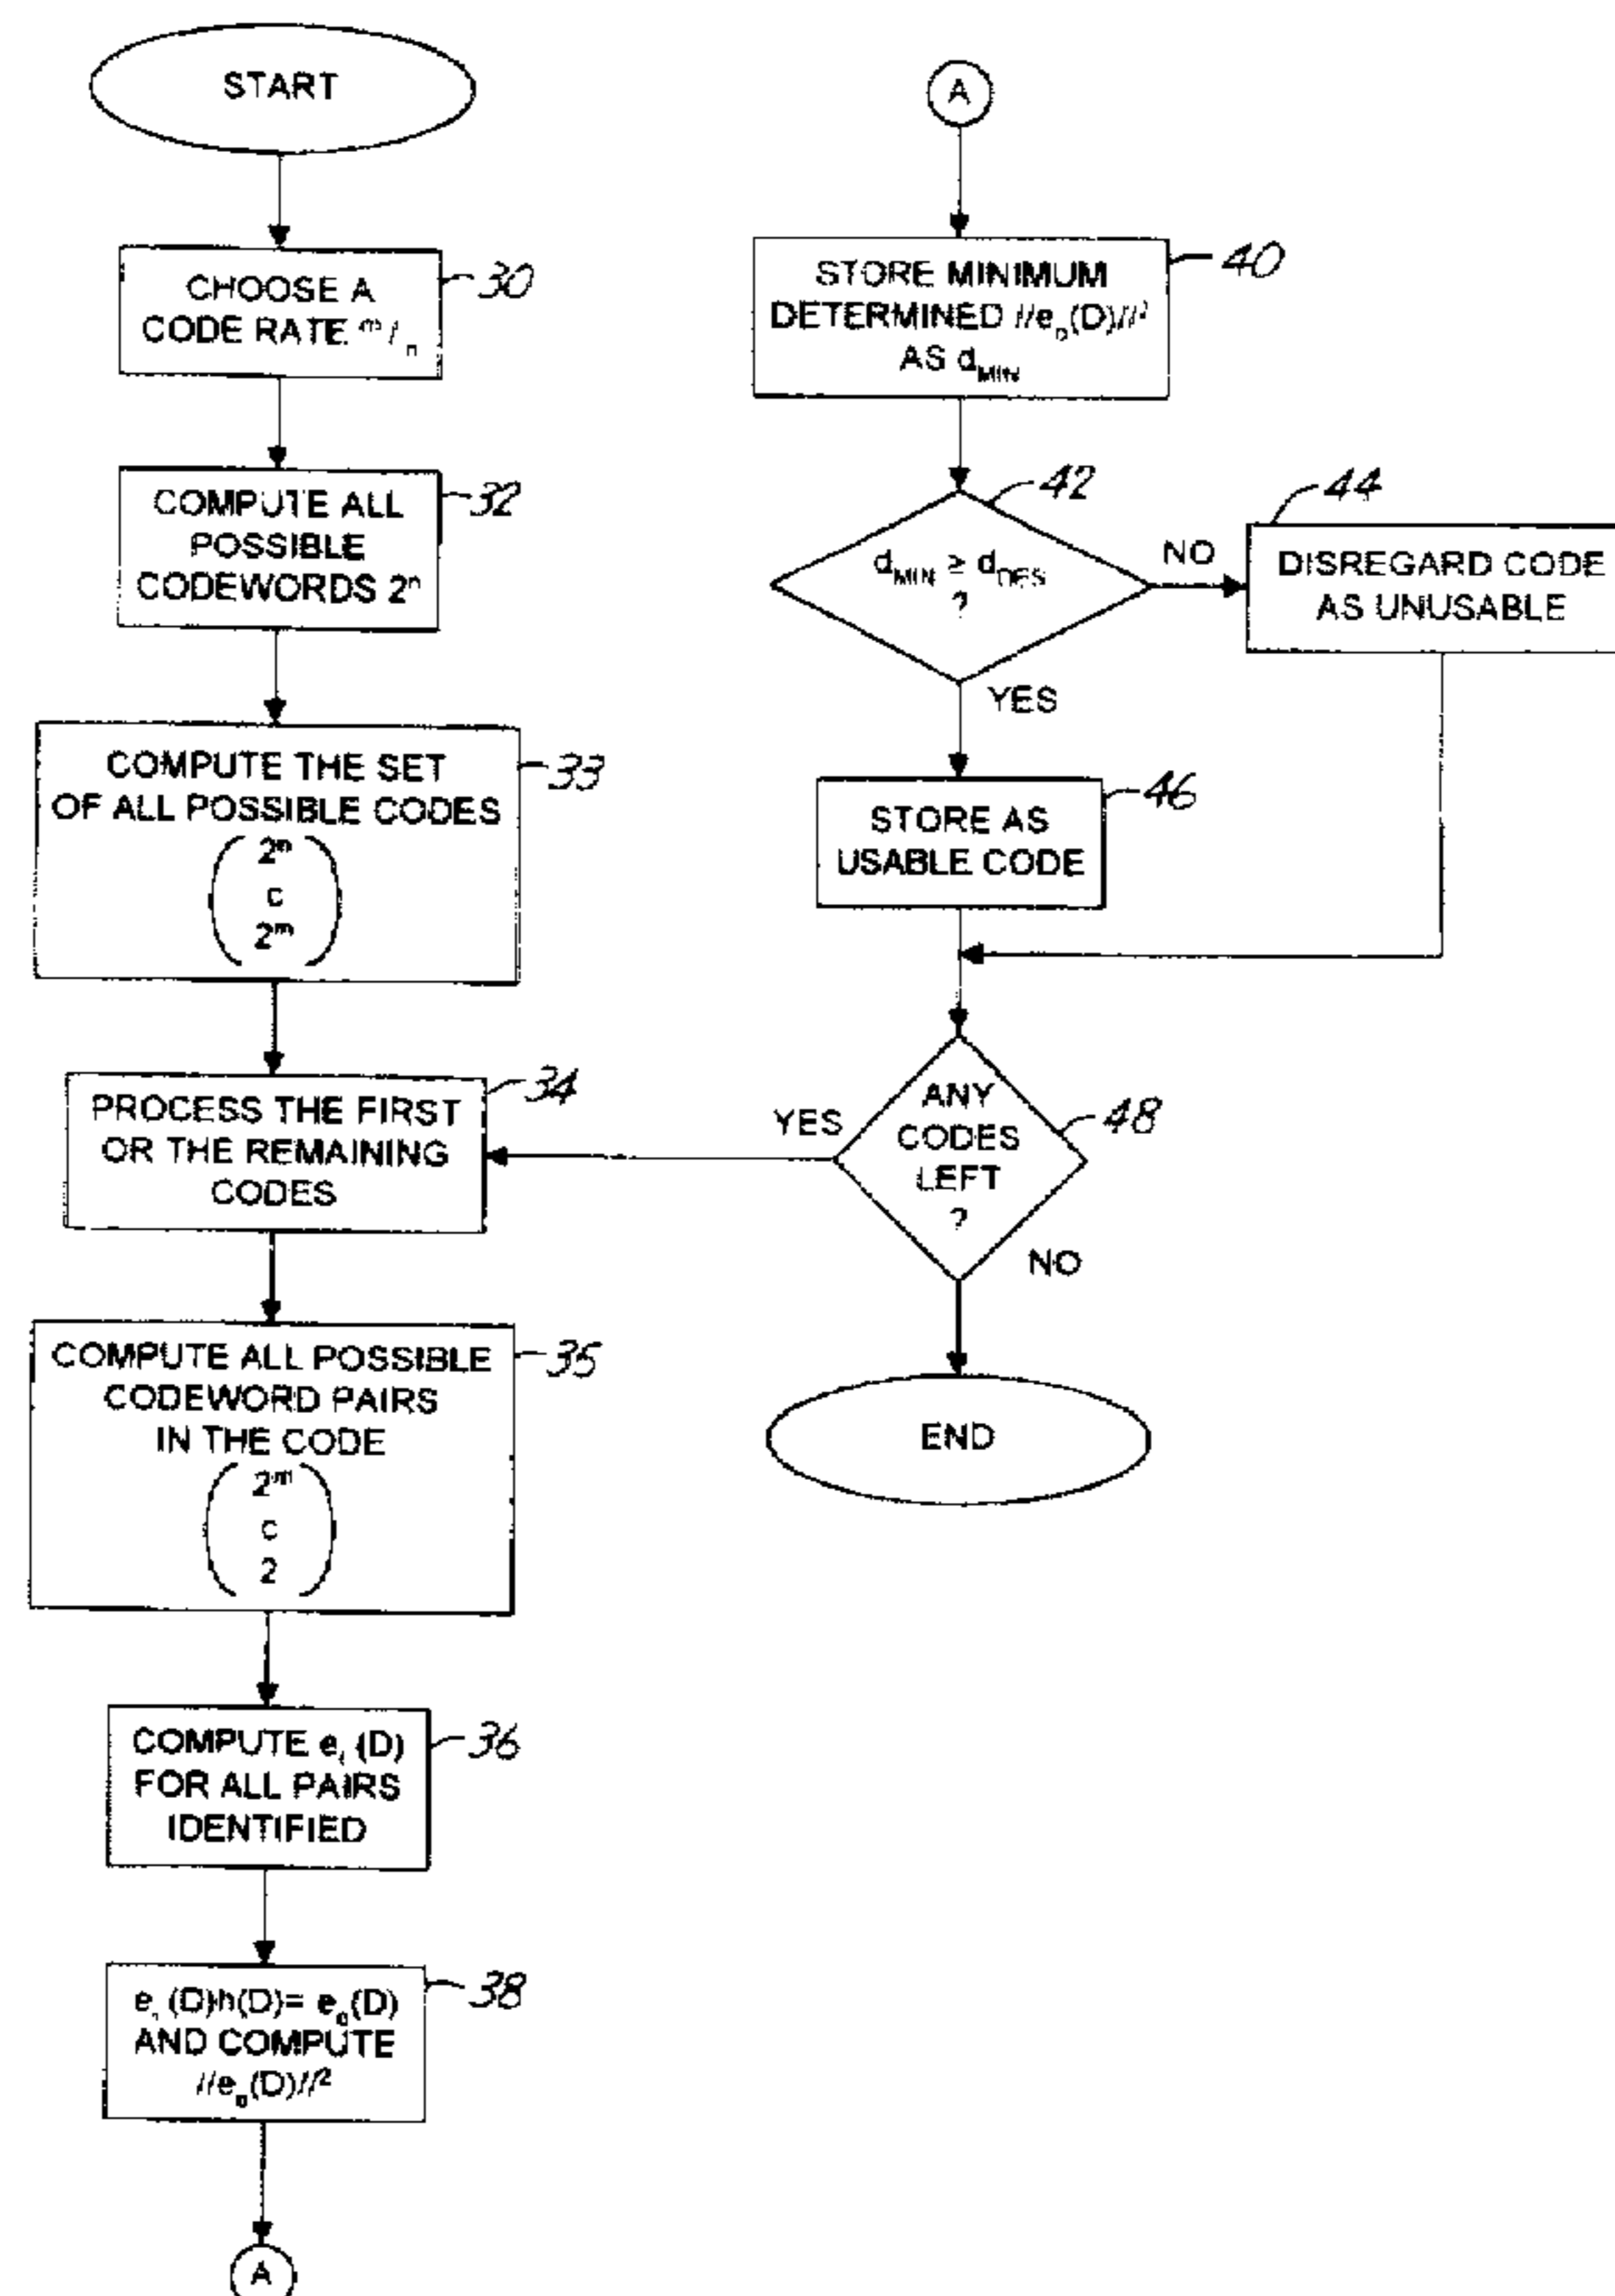 START
CHOOSE A
CODE RATE m/n
30
COMPUTE ALL
POSSIBLE
CODEWORDS 2ⁿ
32
COMPUTE THE SET
OF ALL POSSIBLE CODES
2ⁿ
c
2ᵐ
33
PROCESS THE FIRST
OR THE REMAINING
CODES
34
COMPUTE ALL POSSIBLE
CODEWORD PAIRS
IN THE CODE
2ᵐ
c
2
35
COMPUTE eᵢ (D)
FOR ALL PAIRS
IDENTIFIED
36
eᵢ (D)h(D)= eₒ(D)
AND COMPUTE
//eₒ(D)//²
38
A
A
STORE MINIMUM
DETERMINED //eₒ(D)//²
AS d_MIN
40
d_MIN ≥ d_DES
?
42
NO
44
DISREGARD CODE
AS UNUSABLE
YES
STORE AS
USABLE CODE
46
ANY
CODES
LEFT
?
48
YES
NO
END